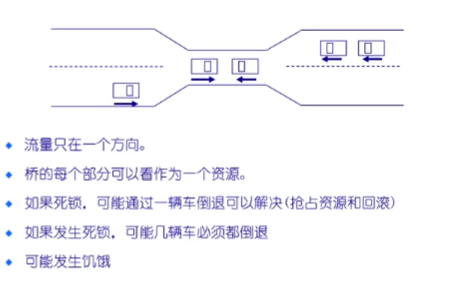 流量只在一个方向。
桥的每个部分可以看作为一个资源。
如果死锁，可能通过一辆车倒退可以解决(抢占资源和回滚)
如果发生死锁，可能几辆车必须都倒退
可能发生饥饿